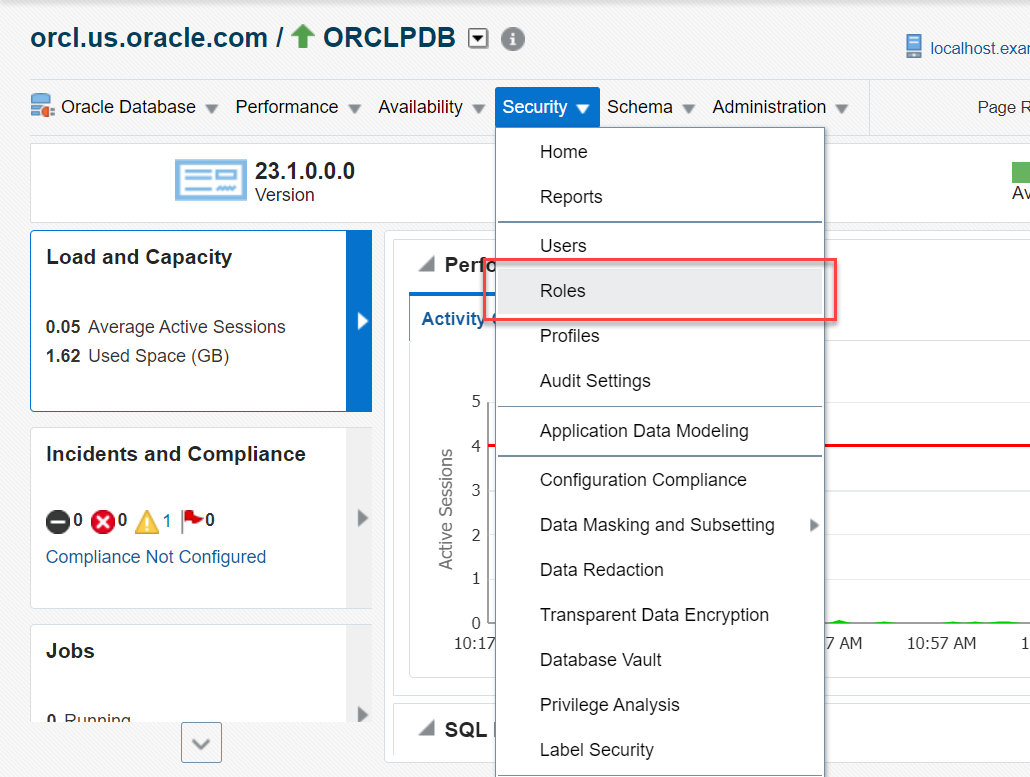 orcl.us.oracle.com / ORCLPDB
localhost.exa
Oracle Database Performance Availability Security Schema Administration
Page R
23.1.0.0.0
Version
Av
Home
Reports
Users
Roles
Profiles
Audit Settings
Application Data Modeling
Configuration Compliance
Data Masking and Subsetting
Data Redaction
Transparent Data Encryption
Database Vault
Privilege Analysis
Label Security
Load and Capacity
0.05 Average Active Sessions
1.62 Used Space (GB)
Incidents and Compliance
0 0 1 0
Compliance Not Configured
Jobs
0 Running
Perfo
Activity
Active Sessions
5
4
3
2
1
0
10:17
7 AM
10:57 AM
1
SQL